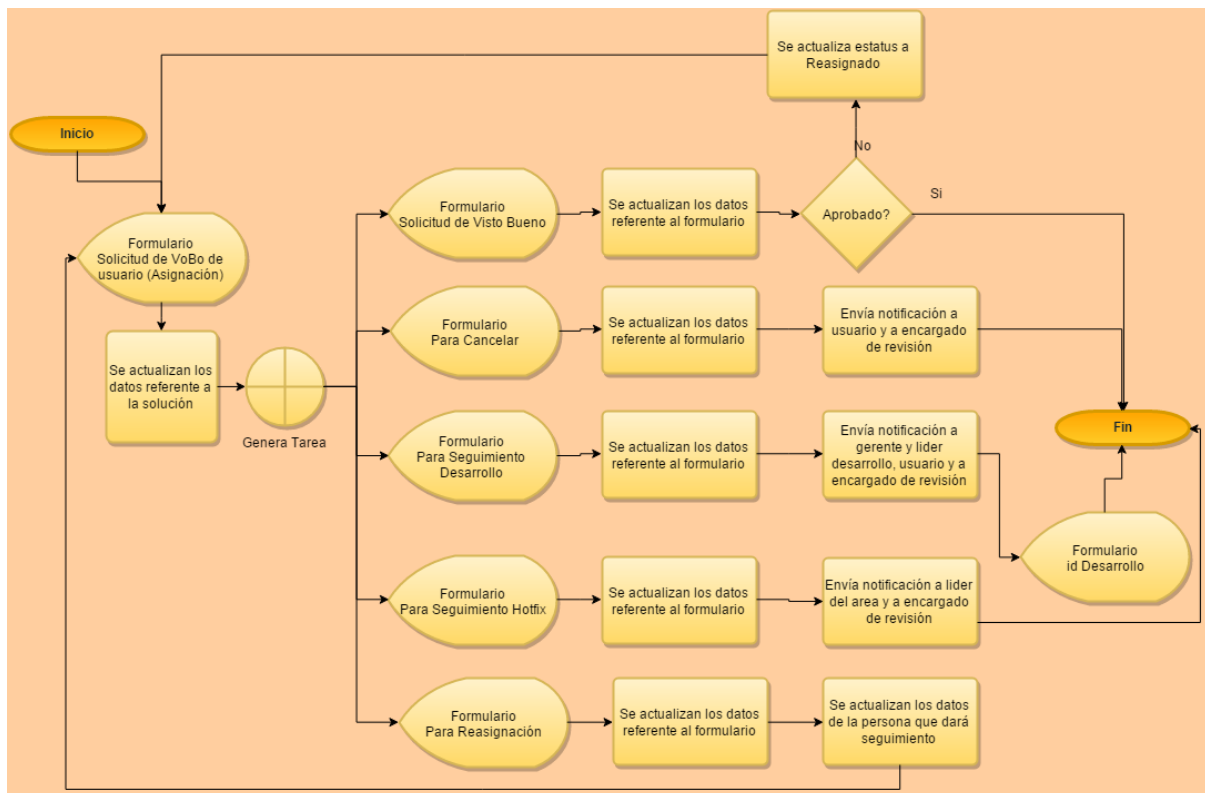 Se actualiza estatus a
Reasignado
Inicio
No
Formulario
Solicitud de Visto Bueno
Se actualizan los datos
referente al formulario
Aprobado?
Si
Formulario
Solicitud de VoBo de
usuario (Asignación)
Formulario
Para Cancelar
Se actualizan los datos
referente al formulario
Envía notificación a
usuario y a encargado
de revisión
Se actualizan los
datos referente a
la solución
Genera Tarea
Formulario
Para Seguimiento
Desarrollo
Se actualizan los datos
referente al formulario
Envía notificación a
gerente y lider
desarrollo, usuario y a
encargado de revisión
Fin
Formulario
id Desarrollo
Formulario
Para Seguimiento Hotfix
Se actualizan los datos
referente al formulario
Envía notificación a lider
del area y a encargado
de revisión
Formulario
Para Reasignación
Se actualizan los datos
referente al formulario
Se actualizan los datos
de la persona que dará
seguimiento